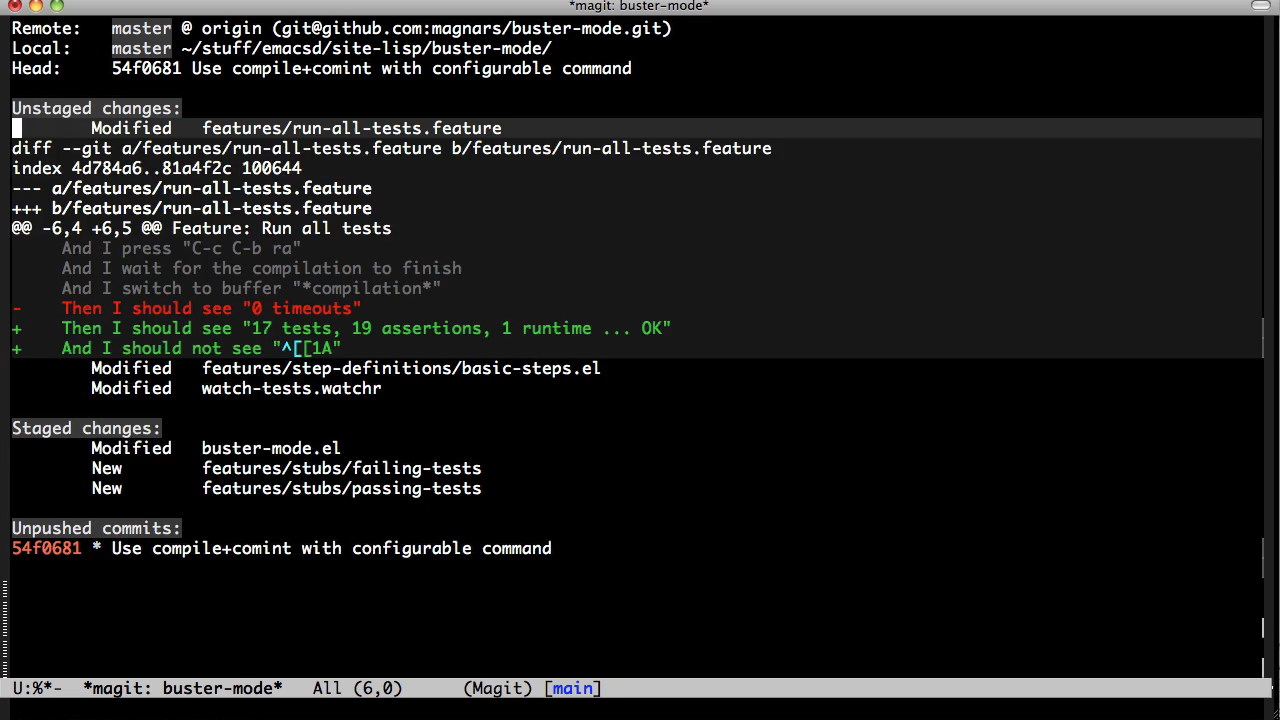 *magit: buster-mode*
Remote:   master @ origin (git@github.com:magnars/buster-mode.git)
Local:    master ~/stuff/emacsd/site-lisp/buster-mode/
Head:     54f0681 Use compile+comint with configurable command
Unstaged changes:
        Modified   features/run-all-tests.feature
diff --git a/features/run-all-tests.feature b/features/run-all-tests.feature
index 4d784a6..81a4f2c 100644
--- a/features/run-all-tests.feature
+++ b/features/run-all-tests.feature
@@ -6,4 +6,5 @@ Feature: Run all tests
     And I press "C-c C-b ra"
     And I wait for the compilation to finish
     And I switch to buffer "*compilation*"
-    Then I should see "0 timeouts"
+    Then I should see "17 tests, 19 assertions, 1 runtime ... OK"
+    And I should not see "^[[1A"
        Modified   features/step-definitions/basic-steps.el
        Modified   watch-tests.watchr
Staged changes:
        Modified   buster-mode.el
        New        features/stubs/failing-tests
        New        features/stubs/passing-tests
Unpushed commits:
54f0681 * Use compile+comint with configurable command
U:%*-  *magit: buster-mode*   All (6,0)      (Magit) [main]